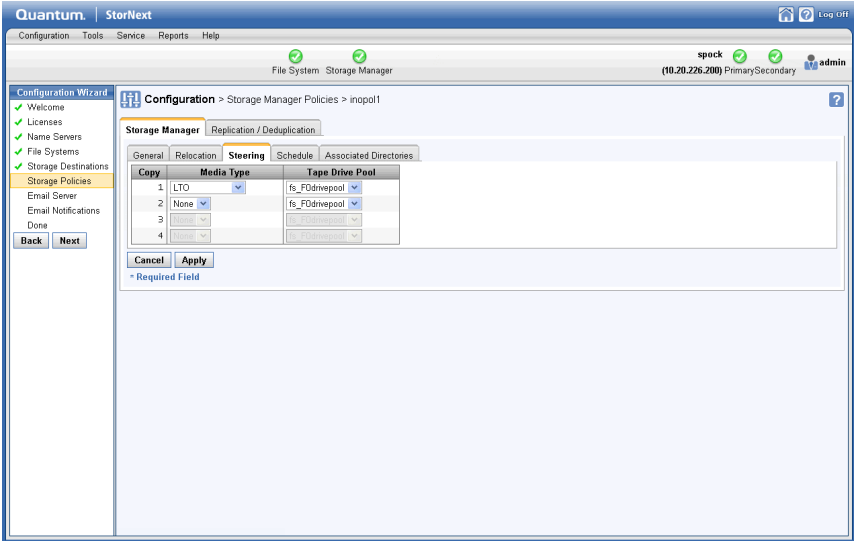 Quantum. | StorNext
Log Off
Configuration Tools Service Reports Help
File System Storage Manager
spock
(10.20.226.200) Primary Secondary
admin
Configuration Wizard
Welcome
Licenses
Name Servers
File Systems
Storage Destinations
Storage Policies
Email Server
Email Notifications
Done
Back Next
Configuration > Storage Manager Policies > inopol1
?
Storage Manager Replication / Deduplication
General Relocation Steering Schedule Associated Directories
Copy Media Type Tape Drive Pool
1 LTO fs_F0drivepool
2 None fs_F0drivepool
3 None fs_F0drivepool
4 None fs_F0drivepool
Cancel Apply
= Required Field